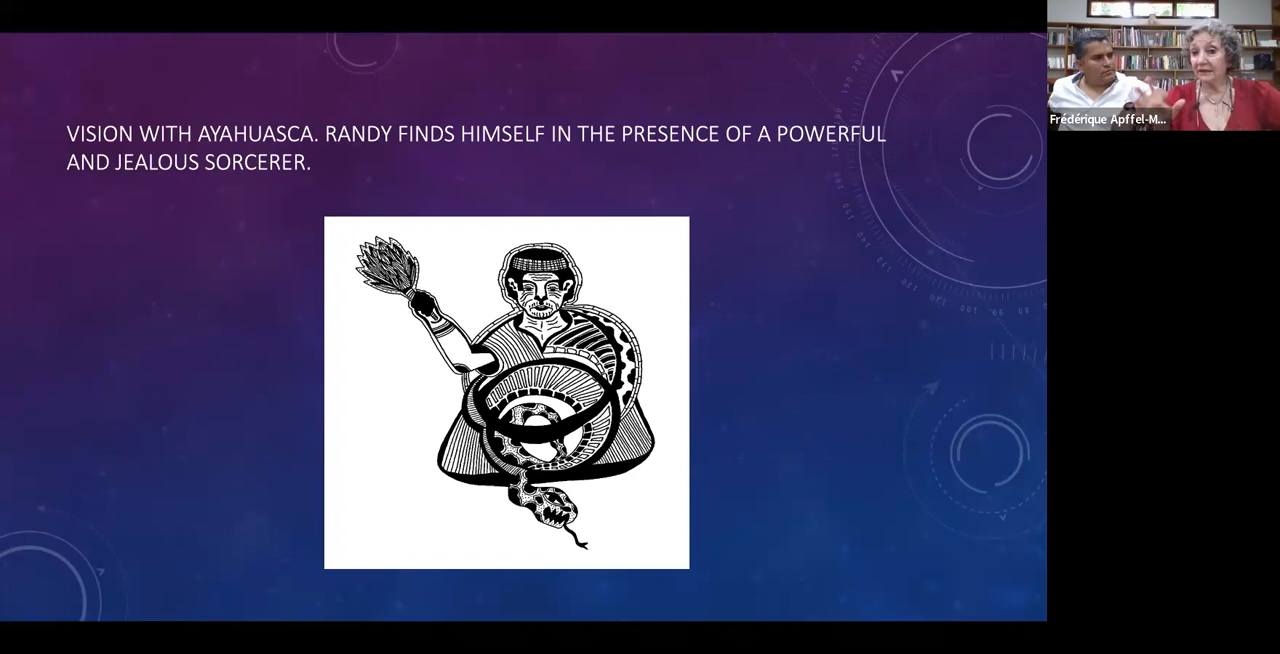 VISION WITH AYAHUASCA. RANDY FINDS HIMSELF IN THE PRESENCE OF A POWERFUL
AND JEALOUS SORCERER.
Frédérique Apffel-M...